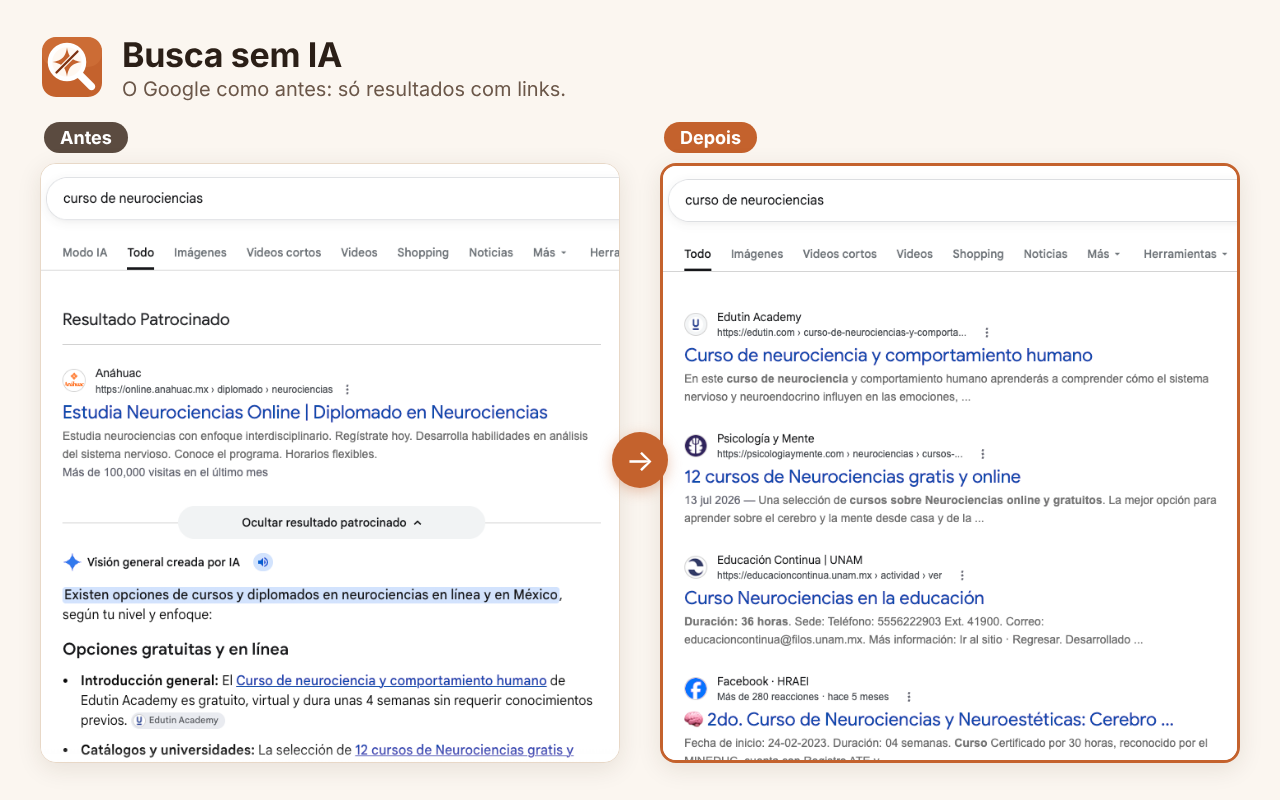 Busca sem IA
O Google como antes: só resultados com links.
Antes
curso de neurociencias
Modo IA Todo Imágenes Videos cortos Videos Shopping Noticias Más Herra
Resultado Patrocinado
Anáhuac
Anáhuac
https://online.anahuac.mx › diplomado › neurociencias
Estudia Neurociencias Online | Diplomado en Neurociencias
Estudia neurociencias con enfoque interdisciplinario. Regístrate hoy. Desarrolla habilidades en análisis
del sistema nervioso. Conoce el programa. Horarios flexibles.
Más de 100,000 visitas en el último mes
Ocultar resultado patrocinado
Visión general creada por IA
Existen opciones de cursos y diplomados en neurociencias en línea y en México,
según tu nivel y enfoque:
Opciones gratuitas y en línea
• Introducción general: El Curso de neurociencia y comportamiento humano de
Edutin Academy es gratuito, virtual y dura unas 4 semanas sin requerir conocimientos
previos. Edutin Academy
• Catálogos y universidades: La selección de 12 cursos de Neurociencias gratis y
Depois
curso de neurociencias
Todo Imágenes Videos cortos Videos Shopping Noticias Más Herramientas
Edutin Academy
https://edutin.com › curso-de-neurociencias-y-comporta...
Curso de neurociencia y comportamiento humano
En este curso de neurociencia y comportamiento humano aprenderás a comprender cómo el sistema
nervioso y neuroendocrino influyen en las emociones, ...
Psicología y Mente
https://psicologiaymente.com › neurociencias › cursos-...
12 cursos de Neurociencias gratis y online
13 jul 2026 — Una selección de cursos sobre Neurociencias online y gratuitos. La mejor opción para
aprender sobre el cerebro y la mente desde casa y de la ...
Educación Continua | UNAM
https://educacioncontinua.unam.mx › actividad › ver
Curso Neurociencias en la educación
Duración: 36 horas. Sede: Teléfono: 5556222903 Ext. 41900. Correo:
educacioncontinua@filos.unam.mx. Más información: Ir al sitio · Regresar. Desarrollado ...
Facebook · HRAEI
Más de 280 reacciones · hace 5 meses
🧠 2do. Curso de Neurociencias y Neuroestéticas: Cerebro ...
Fecha de inicio: 24-02-2023. Duración: 04 semanas. Curso Certificado por 30 horas, reconocido por el